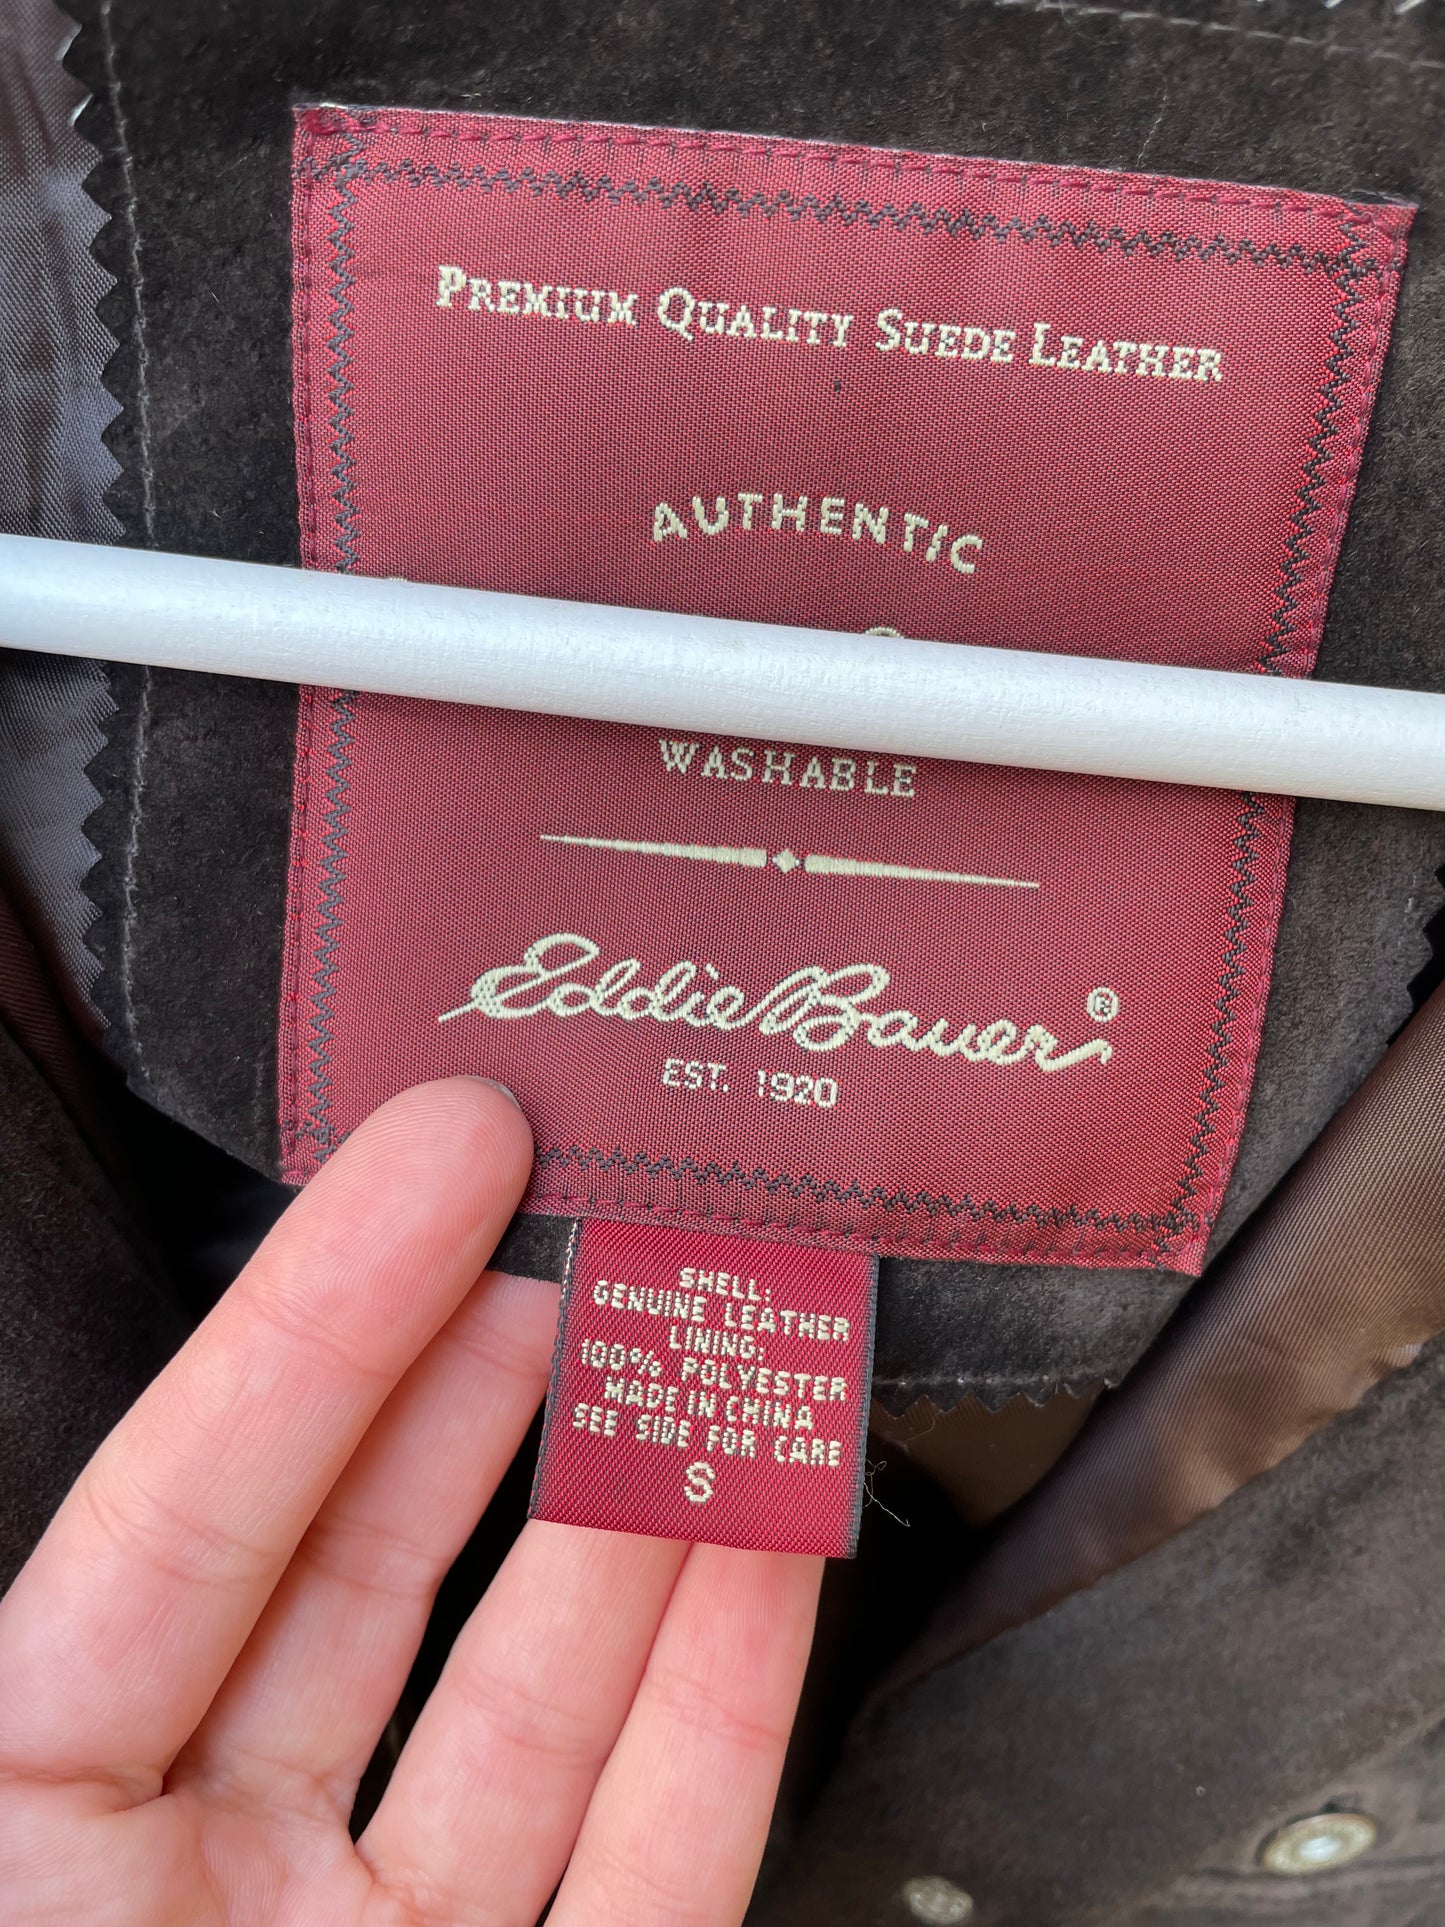 PREMIUM QUALITY SUEDE LEATHER
AUTHENTIC
WASHABLE
Eddie Bauer®
EST. 1920
SHELL:
GENUINE LEATHER
LINING:
100% POLYESTER
MADE IN CHINA
SEE SIDE FOR CARE
S